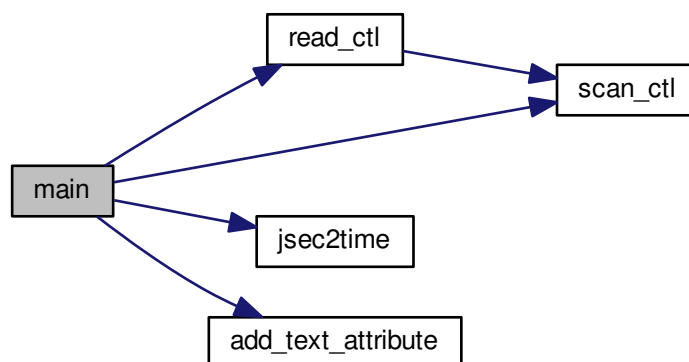 read_ctl
scan_ctl
main
jsec2time
add_text_attribute